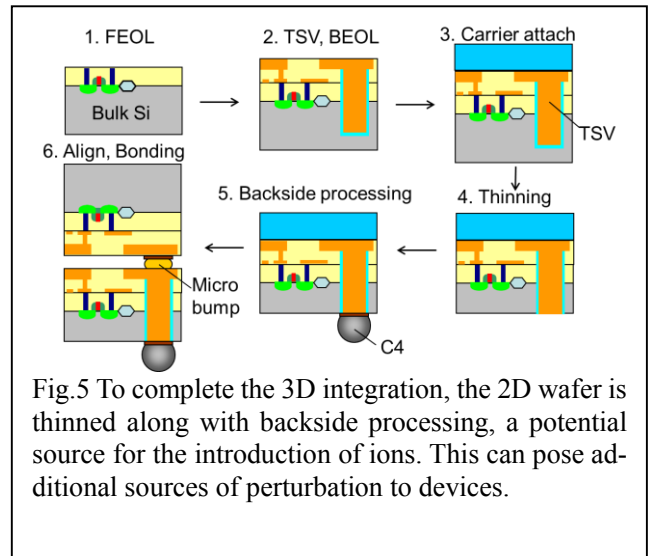 1. FEOL
2. TSV, BEOL
3. Carrier attach
Bulk Si
TSV
6. Align, Bonding
5. Backside processing
4. Thinning
Micro
bump
C4
Fig.5 To complete the 3D integration, the 2D wafer is
thinned along with backside processing, a potential
source for the introduction of ions. This can pose ad-
ditional sources of perturbation to devices.